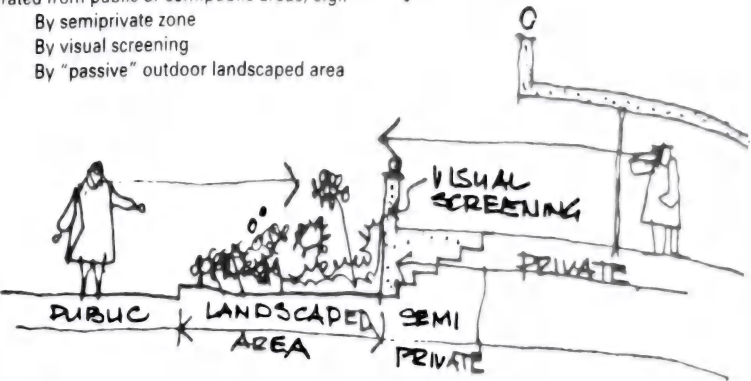 By semiprivate zone
By visual screening
By "passive" outdoor landscaped area
VISUAL
SCREENING
PRIVATE
PUBLIC LANDSCAPED SEMI
AREA PRIVATE